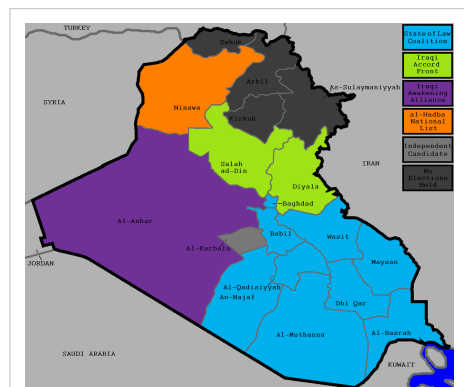 TURKEY
Dahuk
State of Law
Coalition
Iraqi
Accord
Front
Arbil
As-Sulaymaniyyah
SYRIA
Iraqi
Awakening
Alliance
Ninawa
Kirkuk
al-Hadba
National
List
Independent
Candidate
Salah
ad-Din
IRAN
No
Elections
Held
Diyala
Baghdad
Al-Anbar
Babil
Wasit
Al-Karbala
Maysan
JORDAN
Al-Qadisiyyah
An-Najaf
Dhi Qar
Al-Muthanna
Al-Basrah
SAUDI ARABIA
KUWAIT